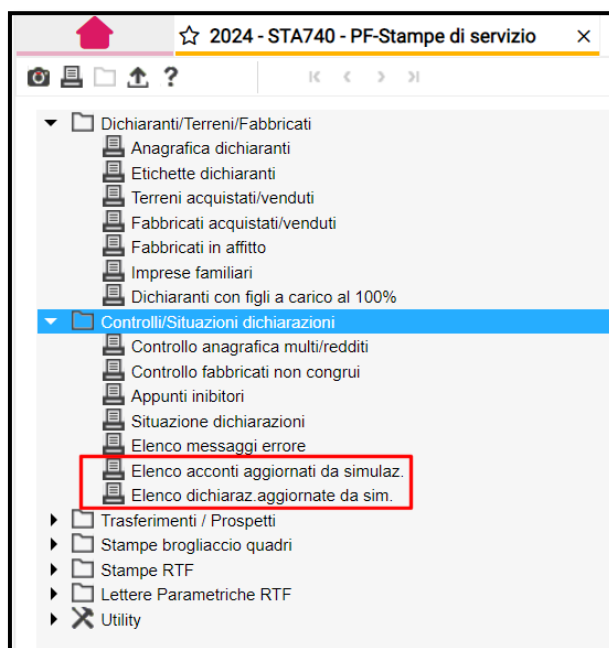 2024 - STA740 - PF-Stampe di servizio
Dichiaranti/Terreni/Fabbricati
Anagrafica dichiaranti
Etichette dichiaranti
Terreni acquistati/venduti
Fabbricati acquistati/venduti
Fabbricati in affitto
Imprese familiari
Dichiaranti con figli a carico al 100%
Controlli/Situazioni dichiarazioni
Controllo anagrafica multi/redditi
Controllo fabbricati non congrui
Appunti inibitori
Situazione dichiarazioni
Elenco messaggi errore
Elenco acconti aggiornati da simulaz.
Elenco dichiaraz.aggiornate da sim.
Trasferimenti / Prospetti
Stampe brogliaccio quadri
Stampe RTF
Lettere Parametriche RTF
Utility